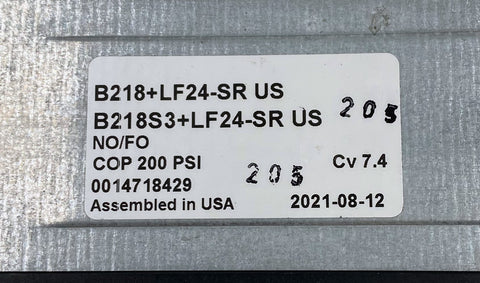 B218+LF24-SR US
B218S3+LF24-SR US 205
NO/FO
COP 200 PSI 205 Cv 7.4
0014718429
Assembled in USA 2021-08-12